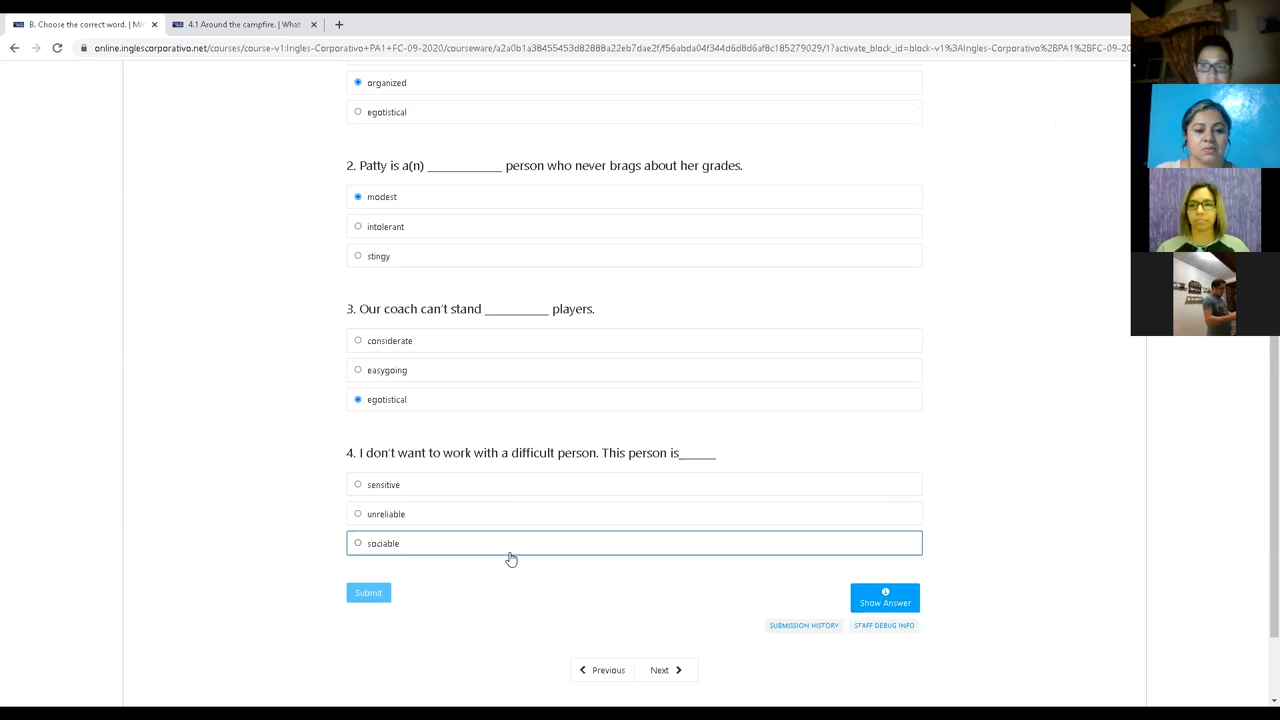 B. Choose the correct word. | Mi
4.1 Around the campfire. | What
online.inglescorporativo.net/courses/course-v1:Ingles-Corporativo+PA1+FC-09-2020/courseware/a2a0b1a38455453d82888a22eb7dae2f/f56abda04f344d6d8d6af8c185279029/1?activate_block_id=block-v1%3AIngles-Corporativo%2BPA1%2BFC-09-20
organized
egotistical
2. Patty is a(n) ____________ person who never brags about her grades.
modest
intolerant
stingy
3. Our coach can't stand __________ players.
considerate
easygoing
egotistical
4. I don't want to work with a difficult person. This person is______
sensitive
unreliable
sociable
Submit
Show Answer
SUBMISSION HISTORY
STAFF DEBUG INFO
Previous
Next